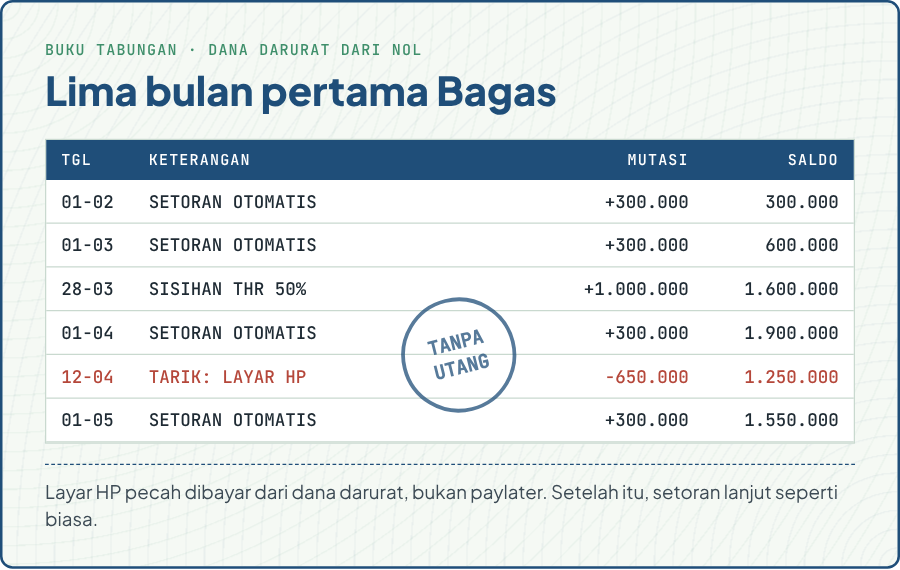 BUKU TABUNGAN · DANA DARURAT DARI NOL
Lima bulan pertama Bagas
TGL KETERANGAN MUTASI SALDO
01-02 SETORAN OTOMATIS +300.000 300.000
01-03 SETORAN OTOMATIS +300.000 600.000
28-03 SISIHAN THR 50% +1.000.000 1.600.000
01-04 SETORAN OTOMATIS +300.000 1.900.000
12-04 TARIK: LAYAR HP -650.000 1.250.000
01-05 SETORAN OTOMATIS +300.000 1.550.000
TANPA
UTANG
Layar HP pecah dibayar dari dana darurat, bukan paylater. Setelah itu, setoran lanjut seperti
biasa.